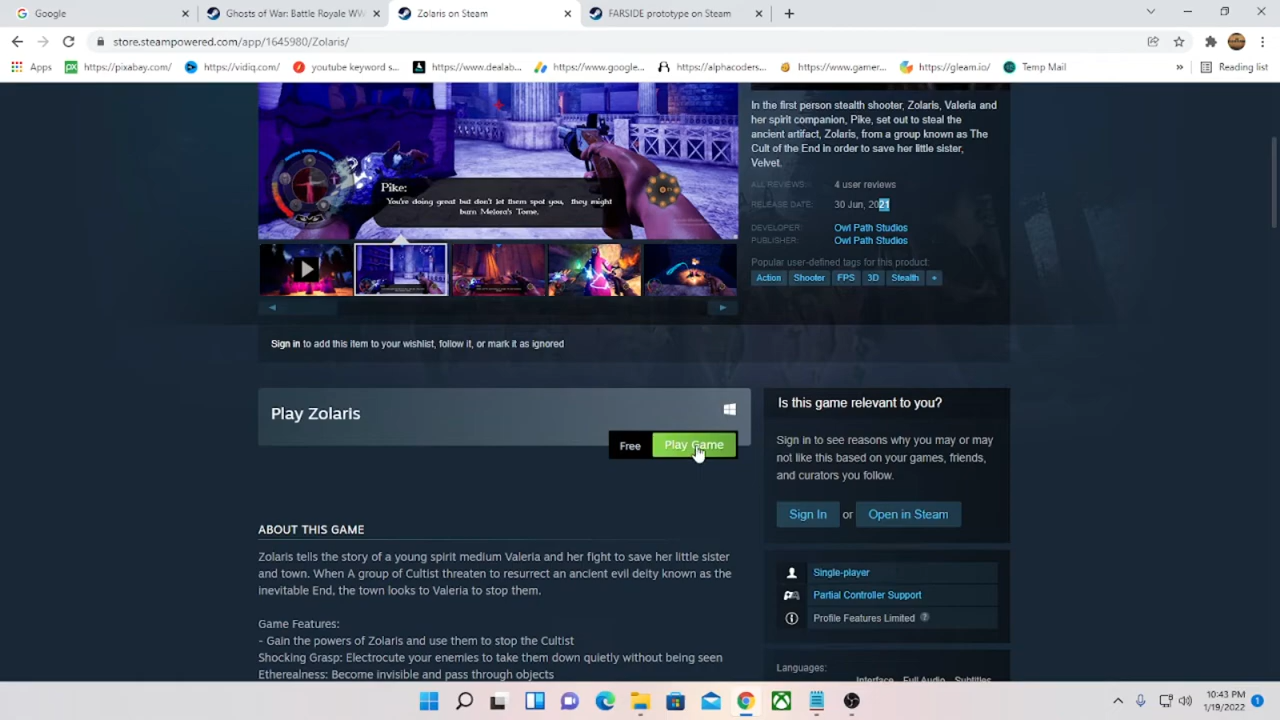 Google
Ghosts of War: Battle Royale WW
Zolaris on Steam
FARSIDE prototype on Steam
store.steampowered.com/app/1645980/Zolaris/
Apps
https://pixabay.com/
https://vidiq.com/
youtube keyword s...
https://www.dealab...
https://www.google...
https://alphacoders...
https://www.gamer...
https://gleam.io/
Temp Mail
»
Reading list
Pike:
You're doing great but don't let them spot you, they might
burn Melora's Tome.
In the first person stealth shooter, Zolaris, Valeria and
her spirit companion, Pike, set out to steal the
ancient artifact, Zolaris, from a group known as The
Cult of the End in order to save her little sister,
Velvet.
ALL REVIEWS: 4 user reviews
RELEASE DATE: 30 Jun, 2021
DEVELOPER: Owl Path Studios
PUBLISHER: Owl Path Studios
Popular user-defined tags for this product:
Action Shooter FPS 3D Stealth +
Sign in to add this item to your wishlist, follow it, or mark it as ignored
Play Zolaris
Free Play Game
Is this game relevant to you?
Sign in to see reasons why you may or may
not like this based on your games, friends,
and curators you follow.
Sign In or Open in Steam
ABOUT THIS GAME
Zolaris tells the story of a young spirit medium Valeria and her fight to save her little sister
and town. When A group of Cultist threaten to resurrect an ancient evil deity known as the
Inevitable End, the town looks to Valeria to stop them.
Game Features:
- Gain the powers of Zolaris and use them to stop the Cultist
Shocking Grasp: Electrocute your enemies to take them down quietly without being seen
Etherealness: Become invisible and pass through objects
Single-player
Partial Controller Support
Profile Features Limited ?
Languages:
Interface Full Audio Subtitles
10:43 PM
1/19/2022
1